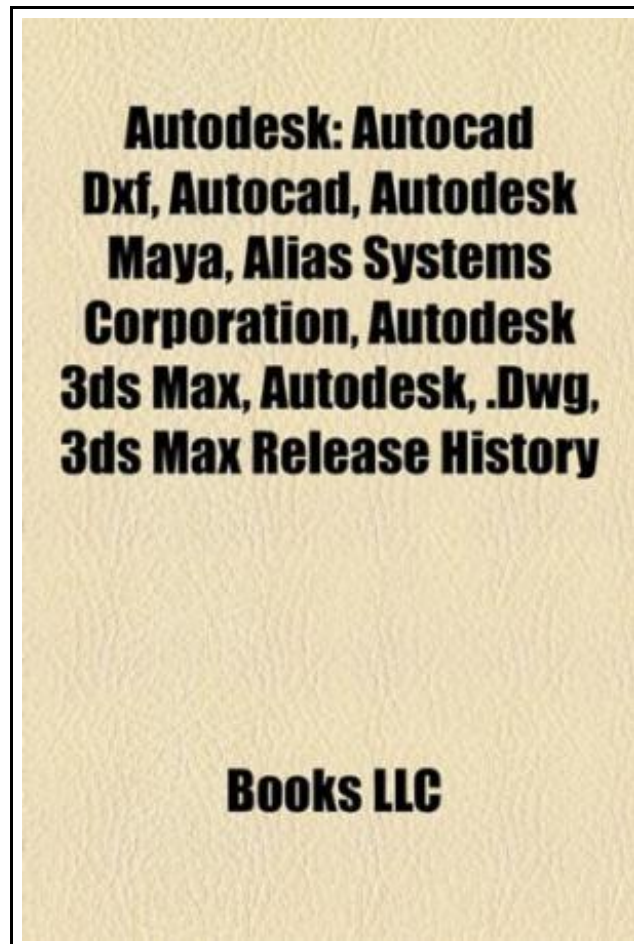 Autodesk: Autocad
Dxf, Autocad, Autodesk
Maya, Alias Systems
Corporation, Autodesk
3ds Max, Autodesk, .Dwg,
3ds Max Release History
Books LLC